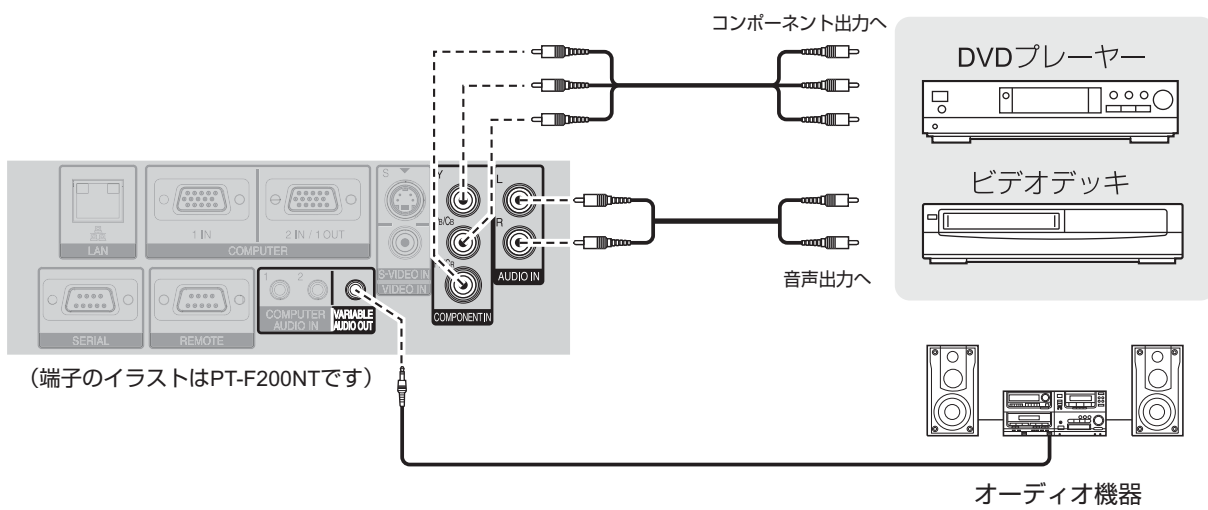 コンポーネント出力へ
DVDプレーヤー
ビデオデッキ
音声出力へ
LAN
1 IN
2 IN / 1 OUT
COMPUTER
S
S-VIDEO IN
VIDEO IN
Y
B/CB
CR
COMPONENT IN
L
R
AUDIO IN
SERIAL
REMOTE
1
2
COMPUTER
AUDIO IN
VARIABLE
AUDIO OUT
（端子のイラストはPT-F200NTです）
オーディオ機器